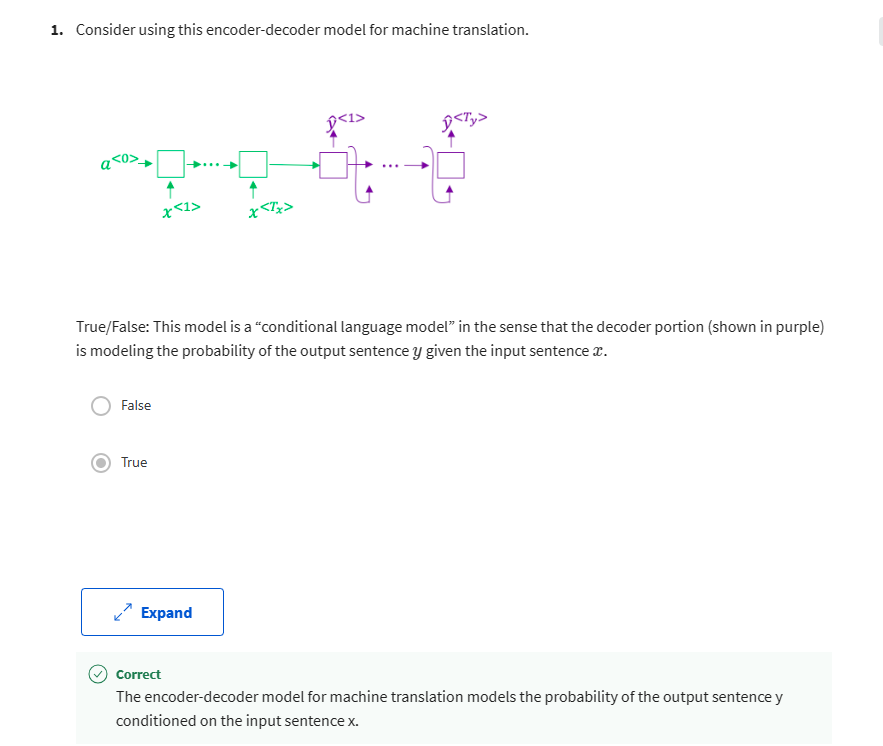 1. Consider using this encoder-decoder model for machine translation.
ŷ<1> ŷ<Ty>
a<0> ... ...
x<1> x<Tx>
True/False: This model is a “conditional language model” in the sense that the decoder portion (shown in purple)
is modeling the probability of the output sentence y given the input sentence x.
False
True
Expand
Correct
The encoder-decoder model for machine translation models the probability of the output sentence y
conditioned on the input sentence x.